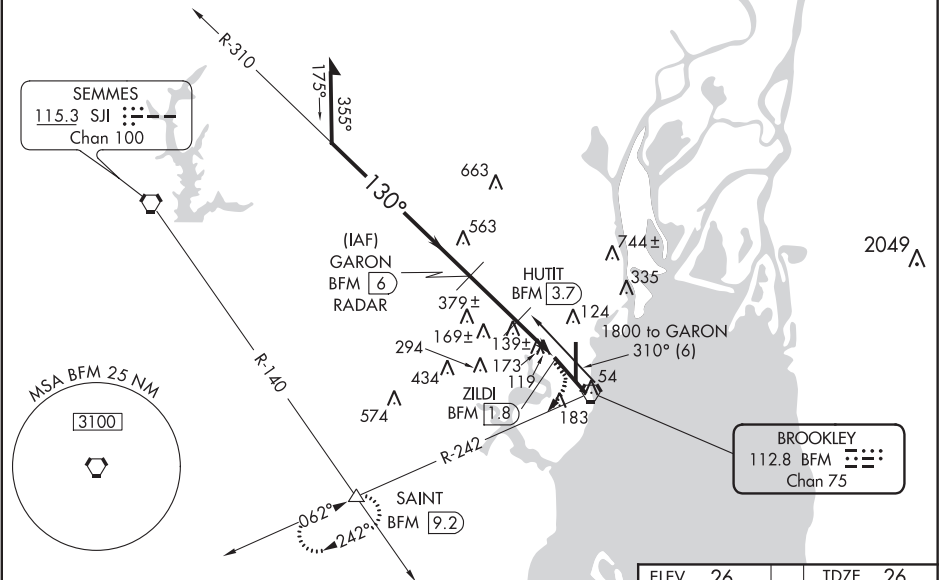 R-310
175°
355°
SEMMES
115.3 SJI
Chan 100
130°
663
563
(IAF)
GARON
BFM 6
RADAR
HUTIT
BFM 3.7
744±
335
2049
379±
169±
139±
124
1800 to GARON
310° (6)
294
434
173
119
54
574
ZILDI
BFM 1.8
183
R-140
R-242
MSA BFM 25 NM
3100
BROOKLEY
112.8 BFM
Chan 75
SAINT
BFM 9.2
062°
242°
ELEV 26
TDZE 26